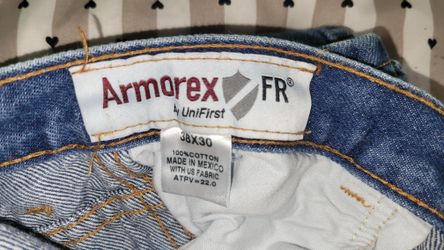 Armorex FR®
by UniFirst
38X30
100%COTTON
MADE IN MEXICO
WITH US FABRIC
ATPV=22.0